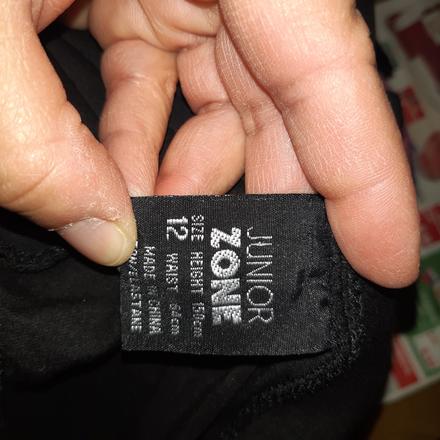 JUNIOR
ZONE
SIZE HEIGHT 150cm
12 WAIST 64cm
MADE IN CHINA
ELASTANE